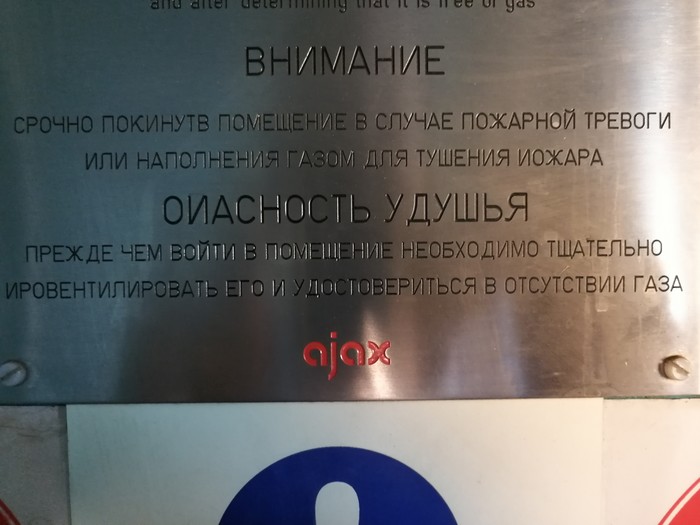 and after determining that it is free of gas
ВНИМАНИЕ
СРОЧНО ПОКИНУТВ ПОМЕЩЕНИЕ В СЛУЧАЕ ПОЖАРНОЙ ТРЕВОГИ
ИЛИ НАПОЛНЕНИЯ ГАЗОМ ДЛЯ ТУШЕНИЯ ИОЖАРА
ОИАСНОСТЬ УДУШЬЯ
ПРЕЖДЕ ЧЕМ ВОЙТИ В ПОМЕЩЕНИЕ НЕОБХОДИМО ТЩАТЕЛЬНО
ИРОВЕНТИЛИРОВАТЬ ЕГО И УДОСТОВЕРИТЬСЯ В ОТСУТСТВИИ ГАЗА
ajax